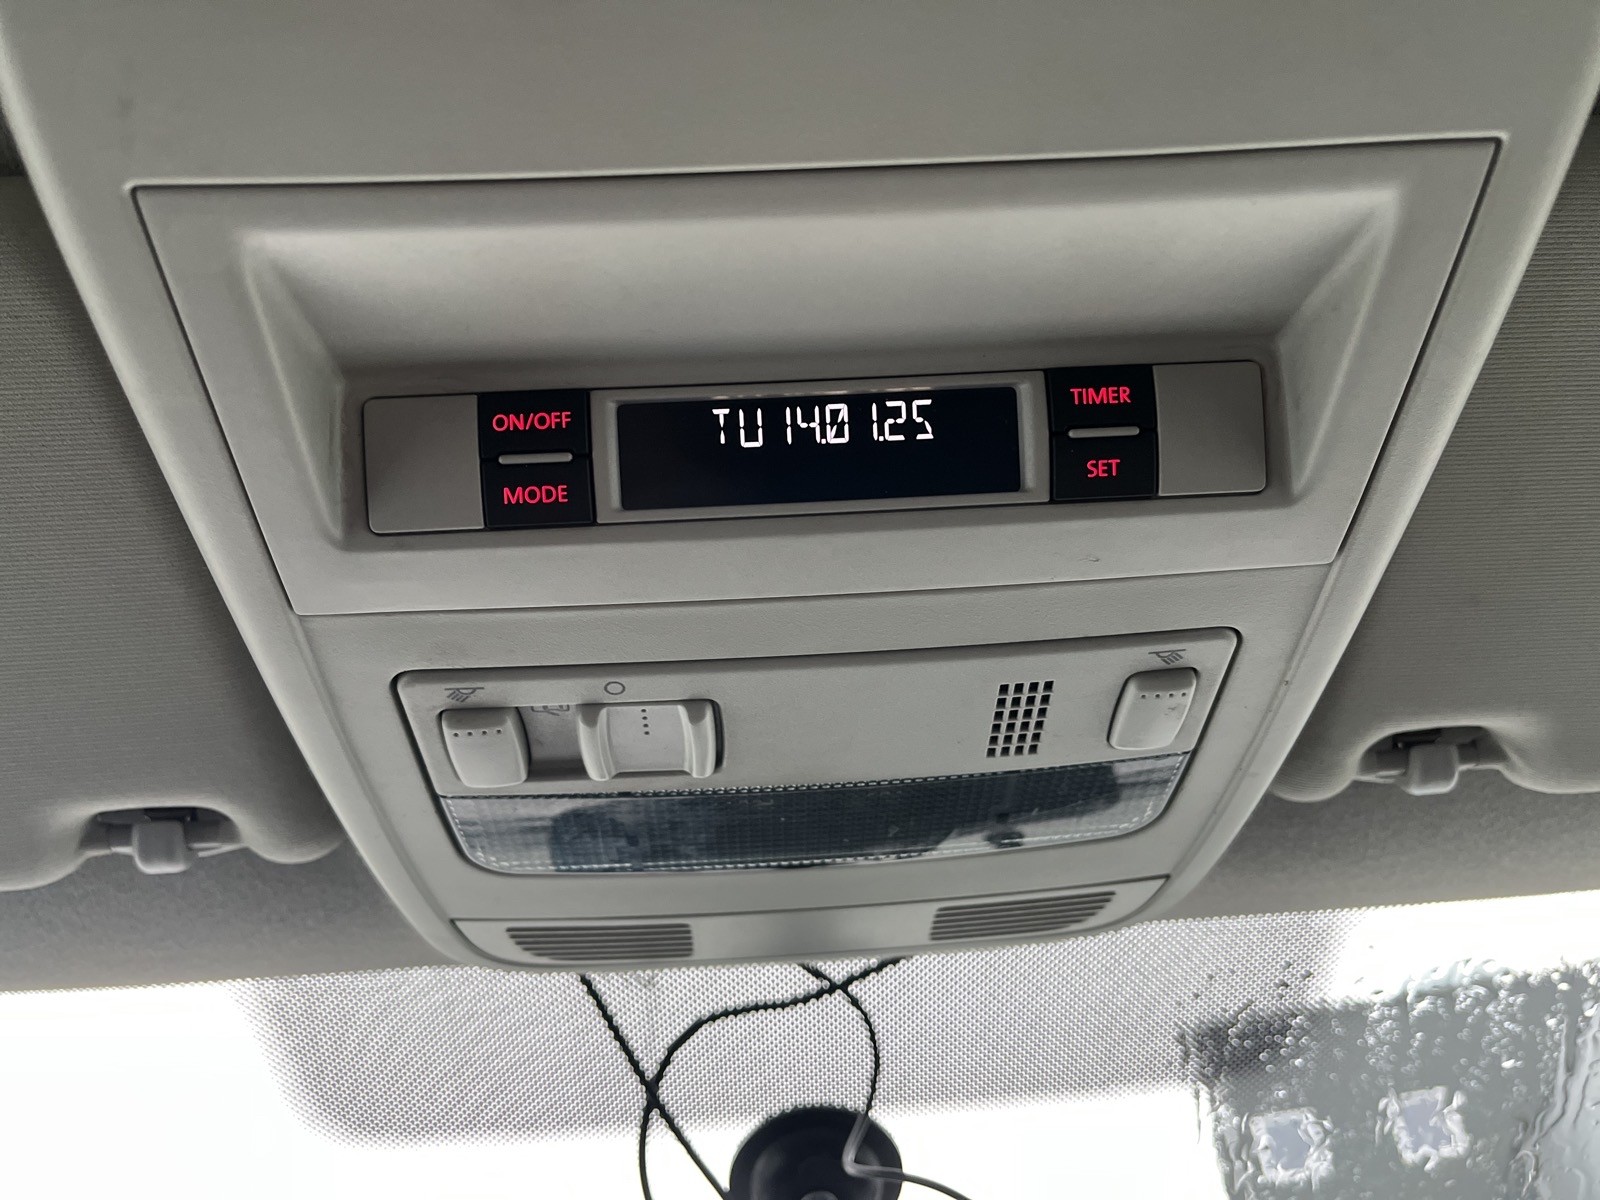 ON/OFF
MODE
TU 14.01.25
TIMER
SET